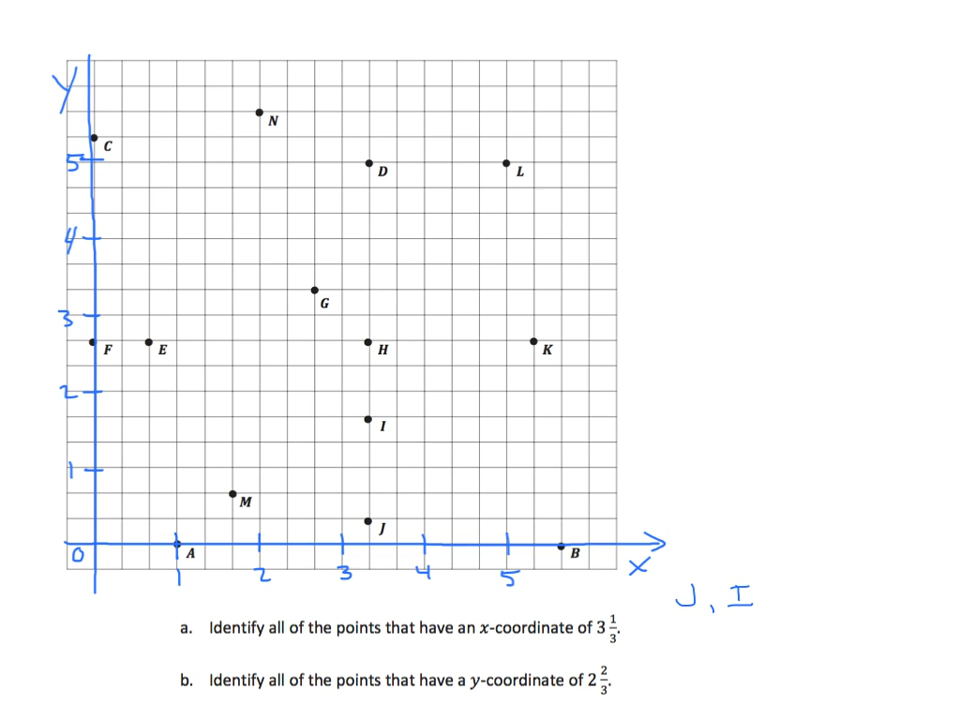 Y
N
C
5
D
L
4
G
3
F
E
H
K
2
I
1
M
J
0
A
B
1
2
3
4
5
X
J, I
a. Identify all of the points that have an x-coordinate of 3 1/3.
b. Identify all of the points that have a y-coordinate of 2 2/3.